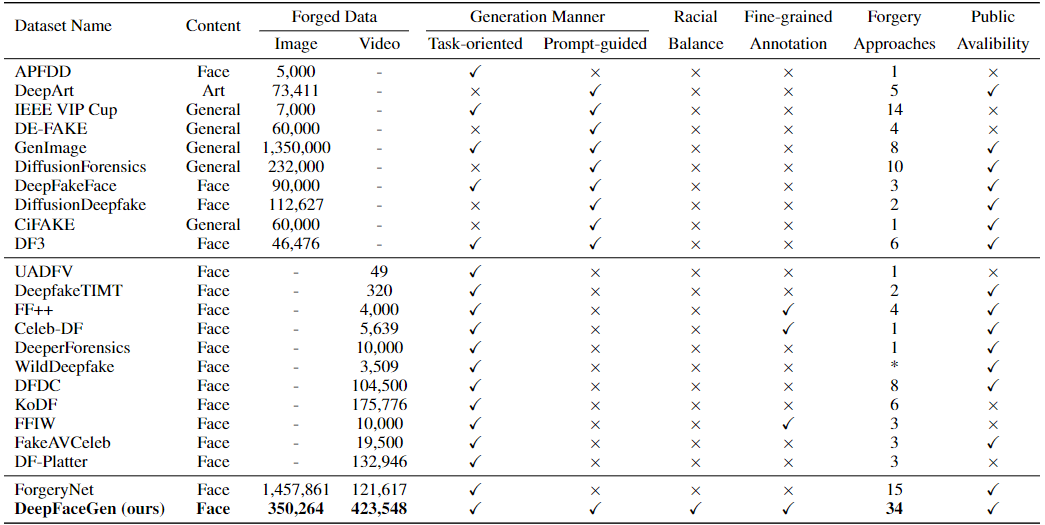 Dataset Name Content Forged Data Generation Manner Racial Fine-grained Forgery Public
Image Video Task-oriented Prompt-guided Balance Annotation Approaches Avalibility
APFDD Face 5,000 - ✓ × × × 1 ×
DeepArt Art 73,411 - × ✓ × × 5 ✓
IEEE VIP Cup General 7,000 - ✓ ✓ × × 14 ×
DE-FAKE General 60,000 - × ✓ × × 4 ×
GenImage General 1,350,000 - ✓ ✓ × × 8 ✓
DiffusionForensics General 232,000 - × ✓ × × 10 ✓
DeepFakeFace Face 90,000 - ✓ ✓ × × 3 ✓
DiffusionDeepfake Face 112,627 - × ✓ × × 2 ✓
CiFAKE General 60,000 - × ✓ × × 1 ✓
DF3 Face 46,476 - ✓ ✓ × × 6 ✓
UADFV Face - 49 ✓ × × × 1 ×
DeepfakeTIMT Face - 320 ✓ × × × 2 ✓
FF++ Face - 4,000 ✓ × × ✓ 4 ✓
Celeb-DF Face - 5,639 ✓ × × ✓ 1 ✓
DeeperForensics Face - 10,000 ✓ × × × 1 ✓
WildDeepfake Face - 3,509 ✓ × × × * ✓
DFDC Face - 104,500 ✓ × × × 8 ✓
KoDF Face - 175,776 ✓ × × × 6 ×
FFIW Face - 10,000 ✓ × × ✓ 3 ×
FakeAVCeleb Face - 19,500 ✓ × × × 3 ✓
DF-Platter Face - 132,946 ✓ × × × 3 ×
ForgeryNet Face 1,457,861 121,617 ✓ × × × 15 ✓
DeepFaceGen (ours) Face 350,264 423,548 ✓ ✓ ✓ ✓ 34 ✓